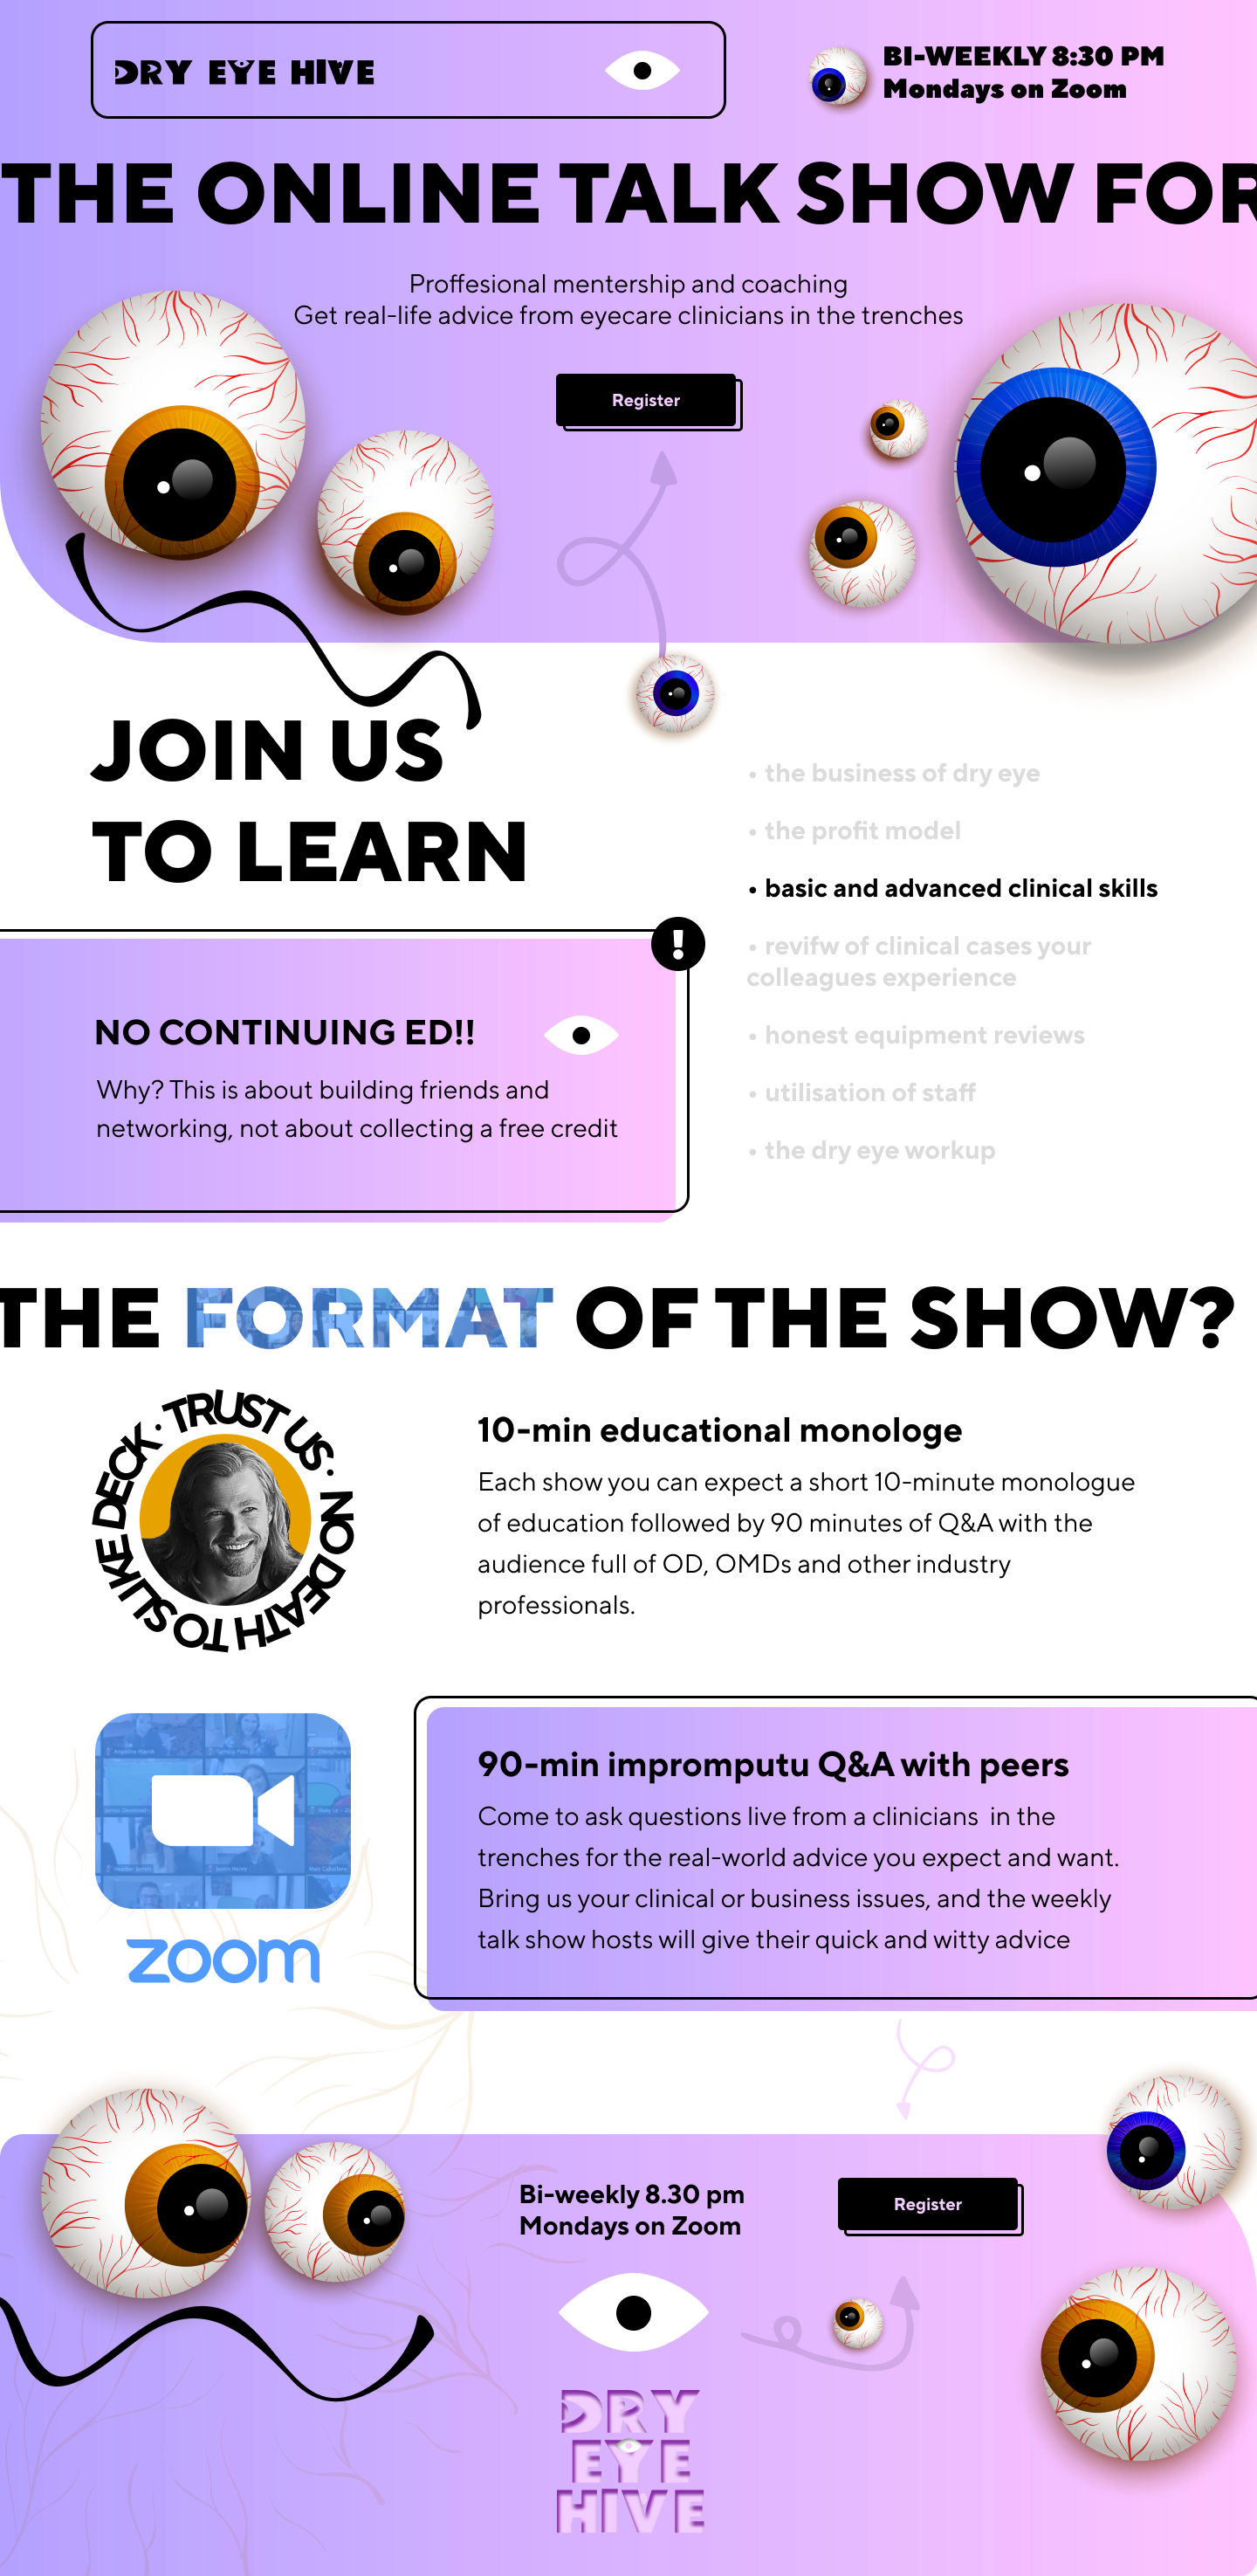 DRY EYE HIVE
BI-WEEKLY 8:30 PM
Mondays on Zoom
THE ONLINE TALK SHOW FOR
Proffesional mentership and coaching
Get real-life advice from eyecare clinicians in the trenches
Register
JOIN US
TO LEARN
• the business of dry eye
• the profit model
• basic and advanced clinical skills
• revifw of clinical cases your
colleagues experience
• honest equipment reviews
• utilisation of staff
• the dry eye workup
!
NO CONTINUING ED!!
Why? This is about building friends and
networking, not about collecting a free credit
THE FORMAT OF THE SHOW?
TRUST US · NO DEATH TO SLIKE DECK ·
10-min educational monologe
Each show you can expect a short 10-minute monologue
of education followed by 90 minutes of Q&A with the
audience full of OD, OMDs and other industry
professionals.
zoom
90-min impromputu Q&A with peers
Come to ask questions live from a clinicians  in the
trenches for the real-world advice you expect and want.
Bring us your clinical or business issues, and the weekly
talk show hosts will give their quick and witty advice
Bi-weekly 8.30 pm
Mondays on Zoom
Register
DRY
EYE
HIVE